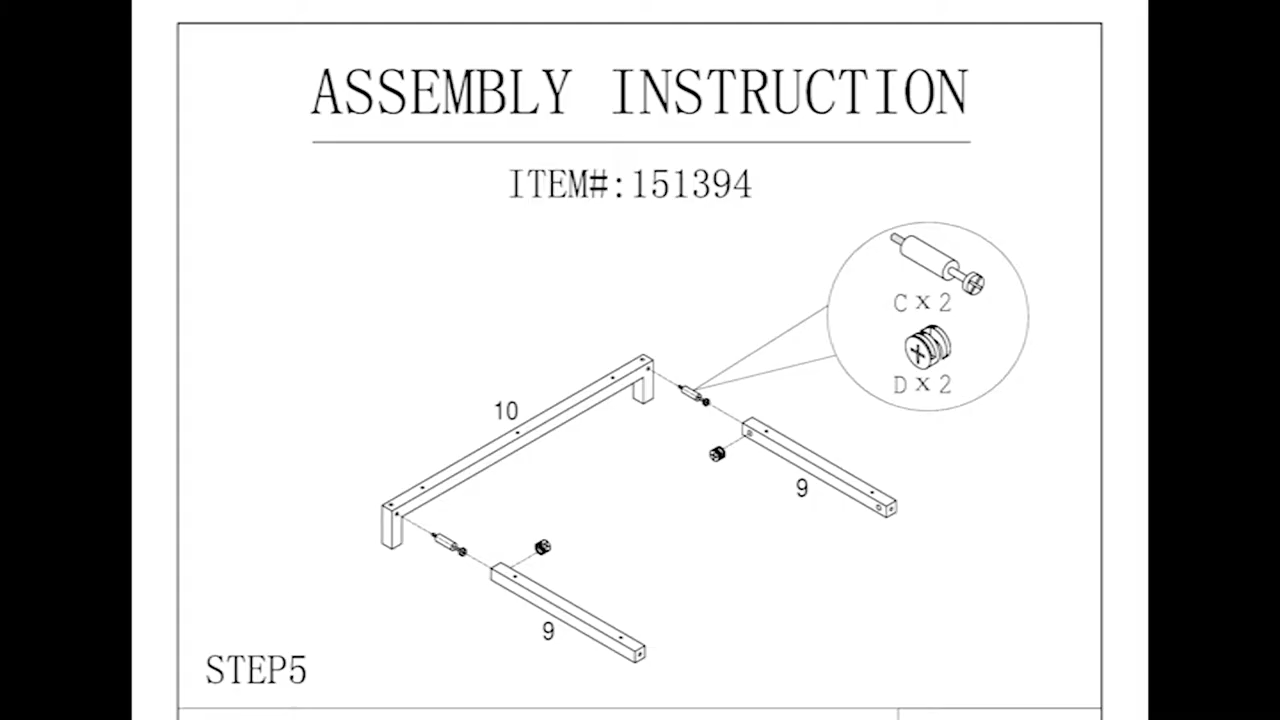 ASSEMBLY INSTRUCTION
ITEM#:151394
C x 2
D x 2
10
9
9
STEP5